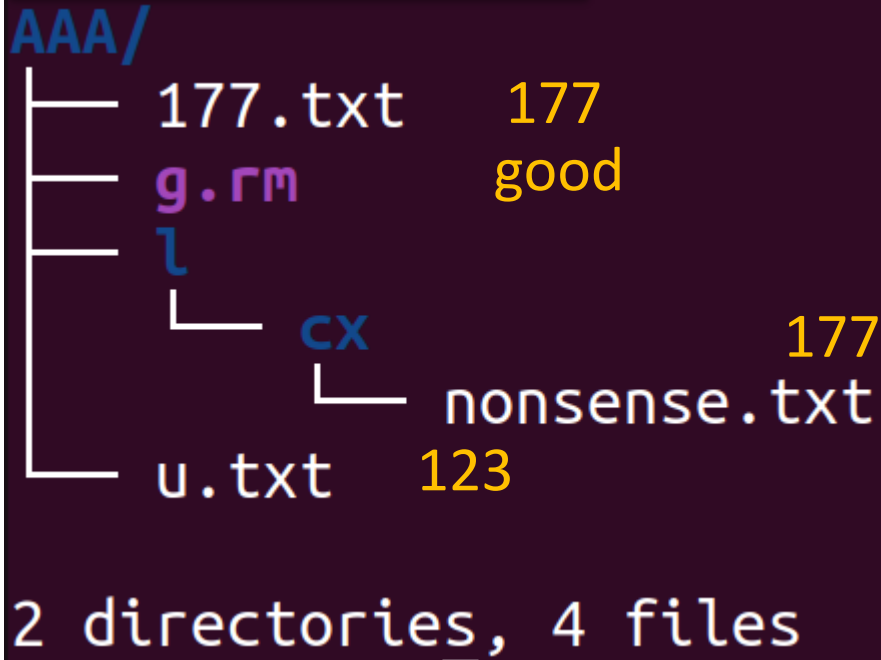 AAA/
177.txt 177
g.rm good
l
cx
177
nonsense.txt
u.txt 123
2 directories, 4 files